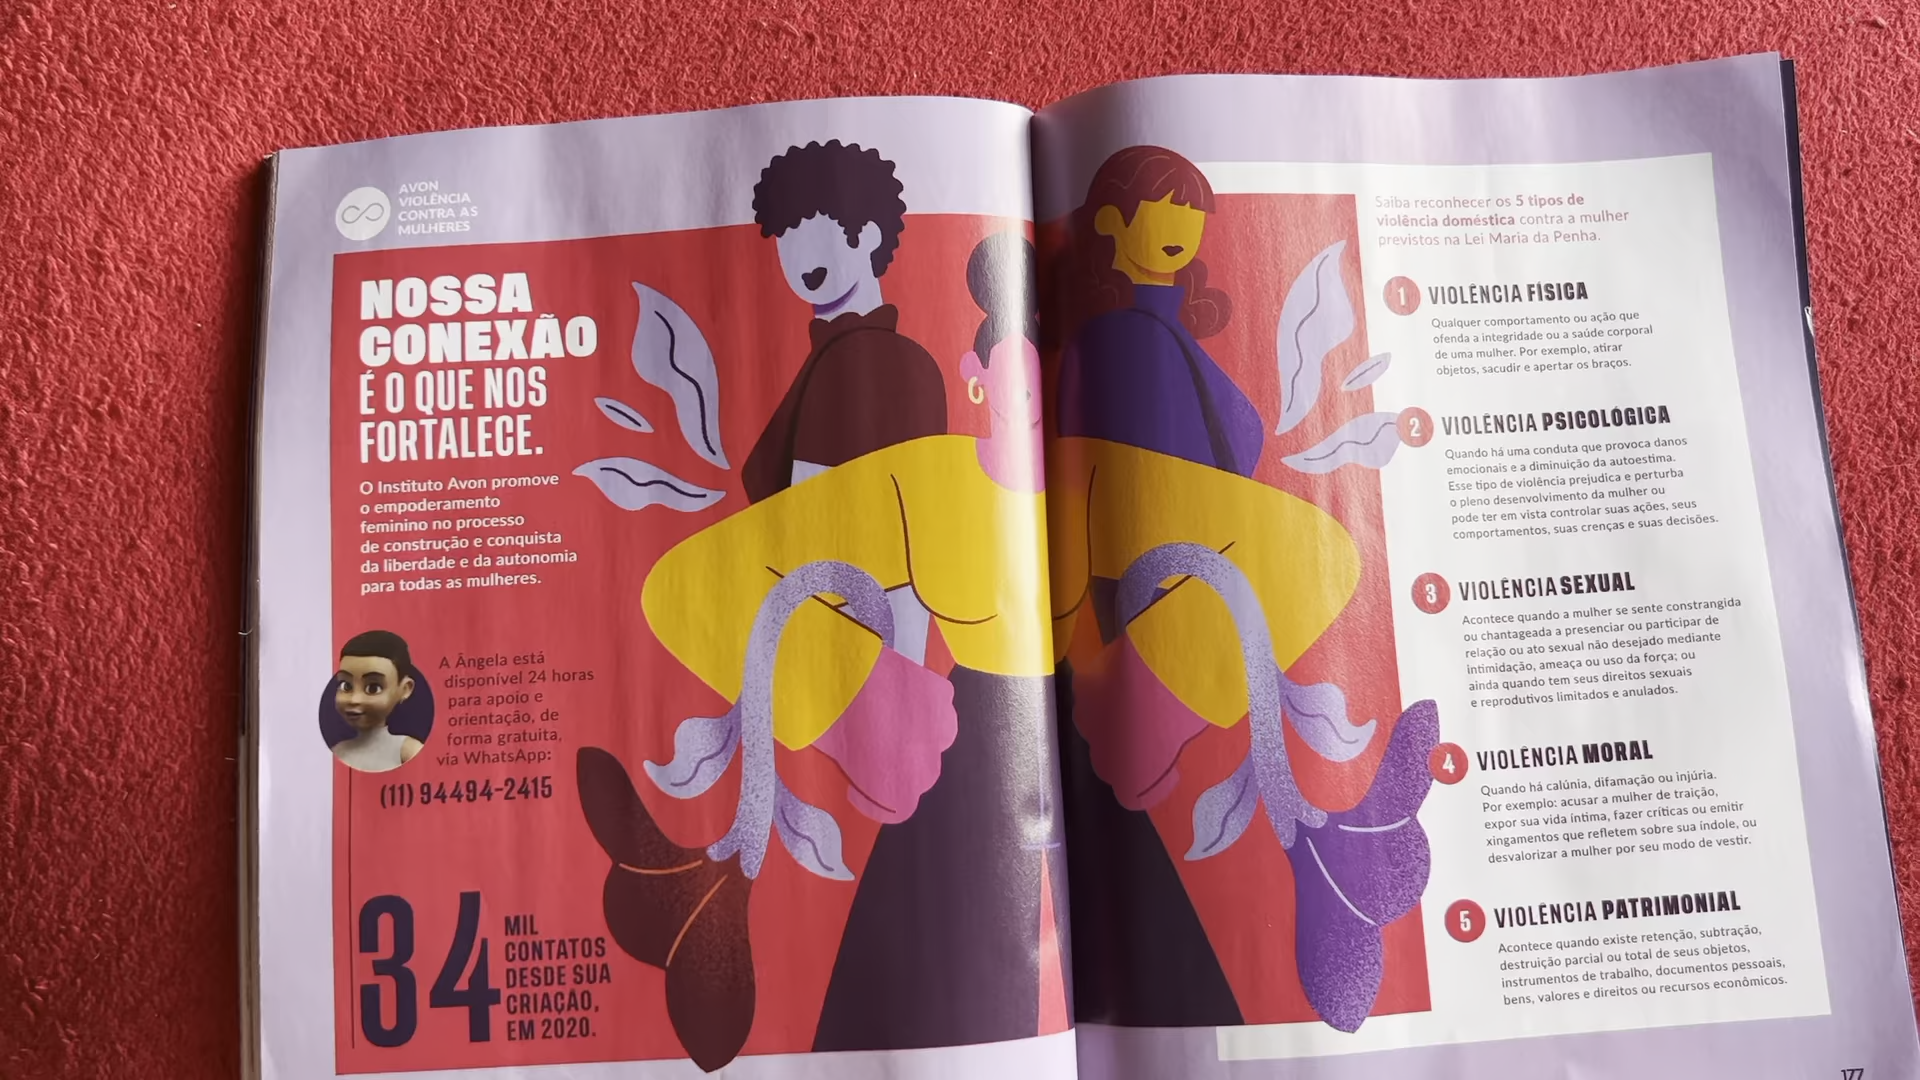 AVON
VIOLÊNCIA
CONTRA AS
MULHERES
NOSSA
CONEXÃO
É O QUE NOS
FORTALECE.
O Instituto Avon promove
o empoderamento
feminino no processo
de construção e conquista
da liberdade e da autonomia
para todas as mulheres.
A Ângela está
disponível 24 horas
para apoio e
orientação, de
forma gratuita,
via WhatsApp:
(11) 94494-2415
34
MIL
CONTATOS
DESDE SUA
CRIAÇÃO,
EM 2020.
Saiba reconhecer os 5 tipos de
violência doméstica contra a mulher
previstos na Lei Maria da Penha.
1 VIOLÊNCIA FÍSICA
Qualquer comportamento ou ação que
ofenda a integridade ou a saúde corporal
de uma mulher. Por exemplo, atirar
objetos, sacudir e apertar os braços.
2 VIOLÊNCIA PSICOLÓGICA
Quando há uma conduta que provoca danos
emocionais e a diminuição da autoestima.
Esse tipo de violência prejudica e perturba
o pleno desenvolvimento da mulher ou
pode ter em vista controlar suas ações, seus
comportamentos, suas crenças e suas decisões.
3 VIOLÊNCIA SEXUAL
Acontece quando a mulher se sente constrangida
ou chantageada a presenciar ou participar de
relação ou ato sexual não desejado mediante
intimidação, ameaça ou uso da força; ou
ainda quando tem seus direitos sexuais
e reprodutivos limitados e anulados.
4 VIOLÊNCIA MORAL
Quando há calúnia, difamação ou injúria.
Por exemplo: acusar a mulher de traição,
expor sua vida íntima, fazer críticas ou emitir
xingamentos que refletem sobre sua índole, ou
desvalorizar a mulher por seu modo de vestir.
5 VIOLÊNCIA PATRIMONIAL
Acontece quando existe retenção, subtração,
destruição parcial ou total de seus objetos,
instrumentos de trabalho, documentos pessoais,
bens, valores e direitos ou recursos econômicos.
177